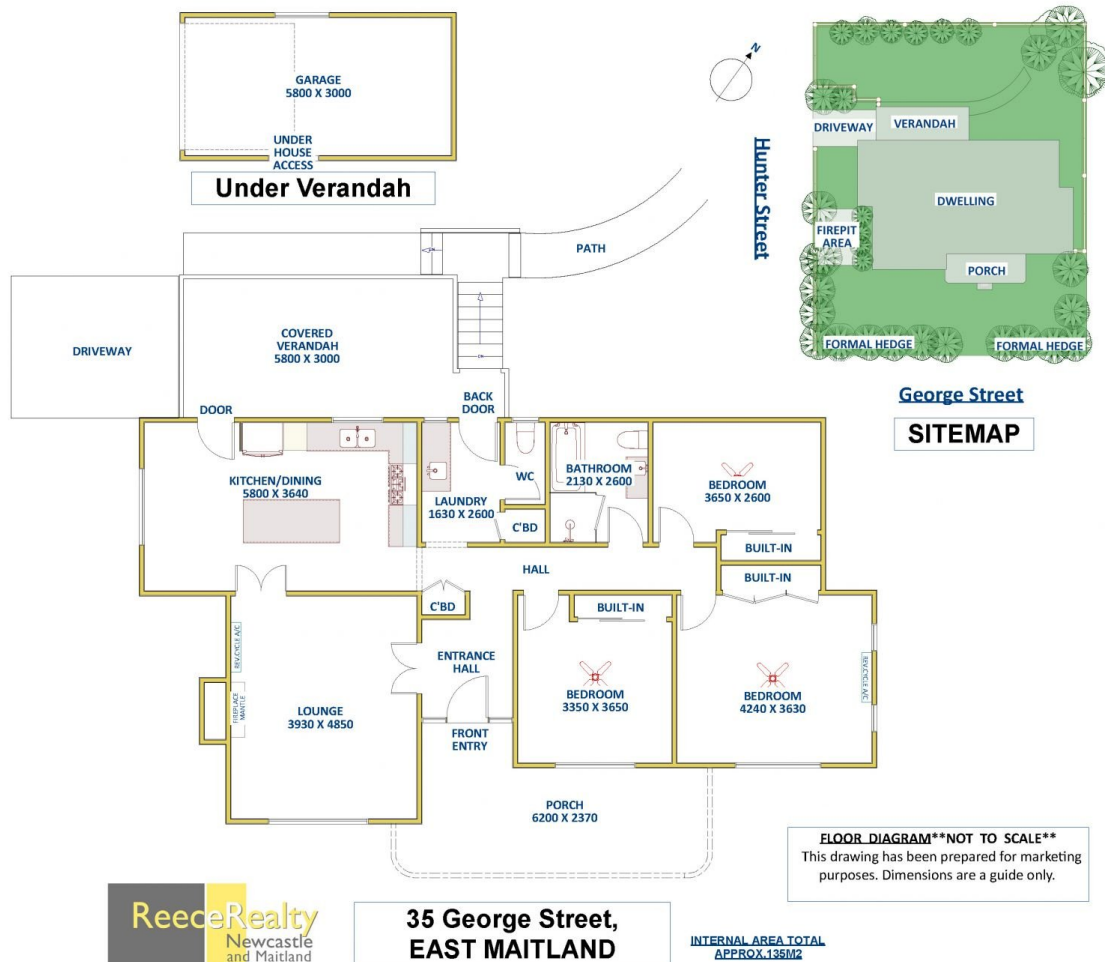 GARAGE
5800 X 3000
UNDER
HOUSE
ACCESS
Under Verandah
N
Hunter Street
DRIVEWAY
VERANDAH
DWELLING
FIREPIT
AREA
PORCH
FORMAL HEDGE
FORMAL HEDGE
George Street
SITEMAP
PATH
DRIVEWAY
COVERED
VERANDAH
5800 X 3000
DOOR
BACK
DOOR
KITCHEN/DINING
5800 X 3640
LAUNDRY
1630 X 2600
WC
C'BD
BATHROOM
2130 X 2600
BEDROOM
3650 X 2600
BUILT-IN
BUILT-IN
HALL
C'BD
BUILT-IN
REV.CYCLE A/C
FIREPLACE
MANTLE
LOUNGE
3930 X 4850
ENTRANCE
HALL
FRONT
ENTRY
BEDROOM
3350 X 3650
BEDROOM
4240 X 3630
REV.CYCLE A/C
PORCH
6200 X 2370
FLOOR DIAGRAM**NOT TO SCALE**
This drawing has been prepared for marketing
purposes. Dimensions are a guide only.
ReeceRealty
Newcastle
and Maitland
35 George Street,
EAST MAITLAND
INTERNAL AREA TOTAL
APPROX.135M2